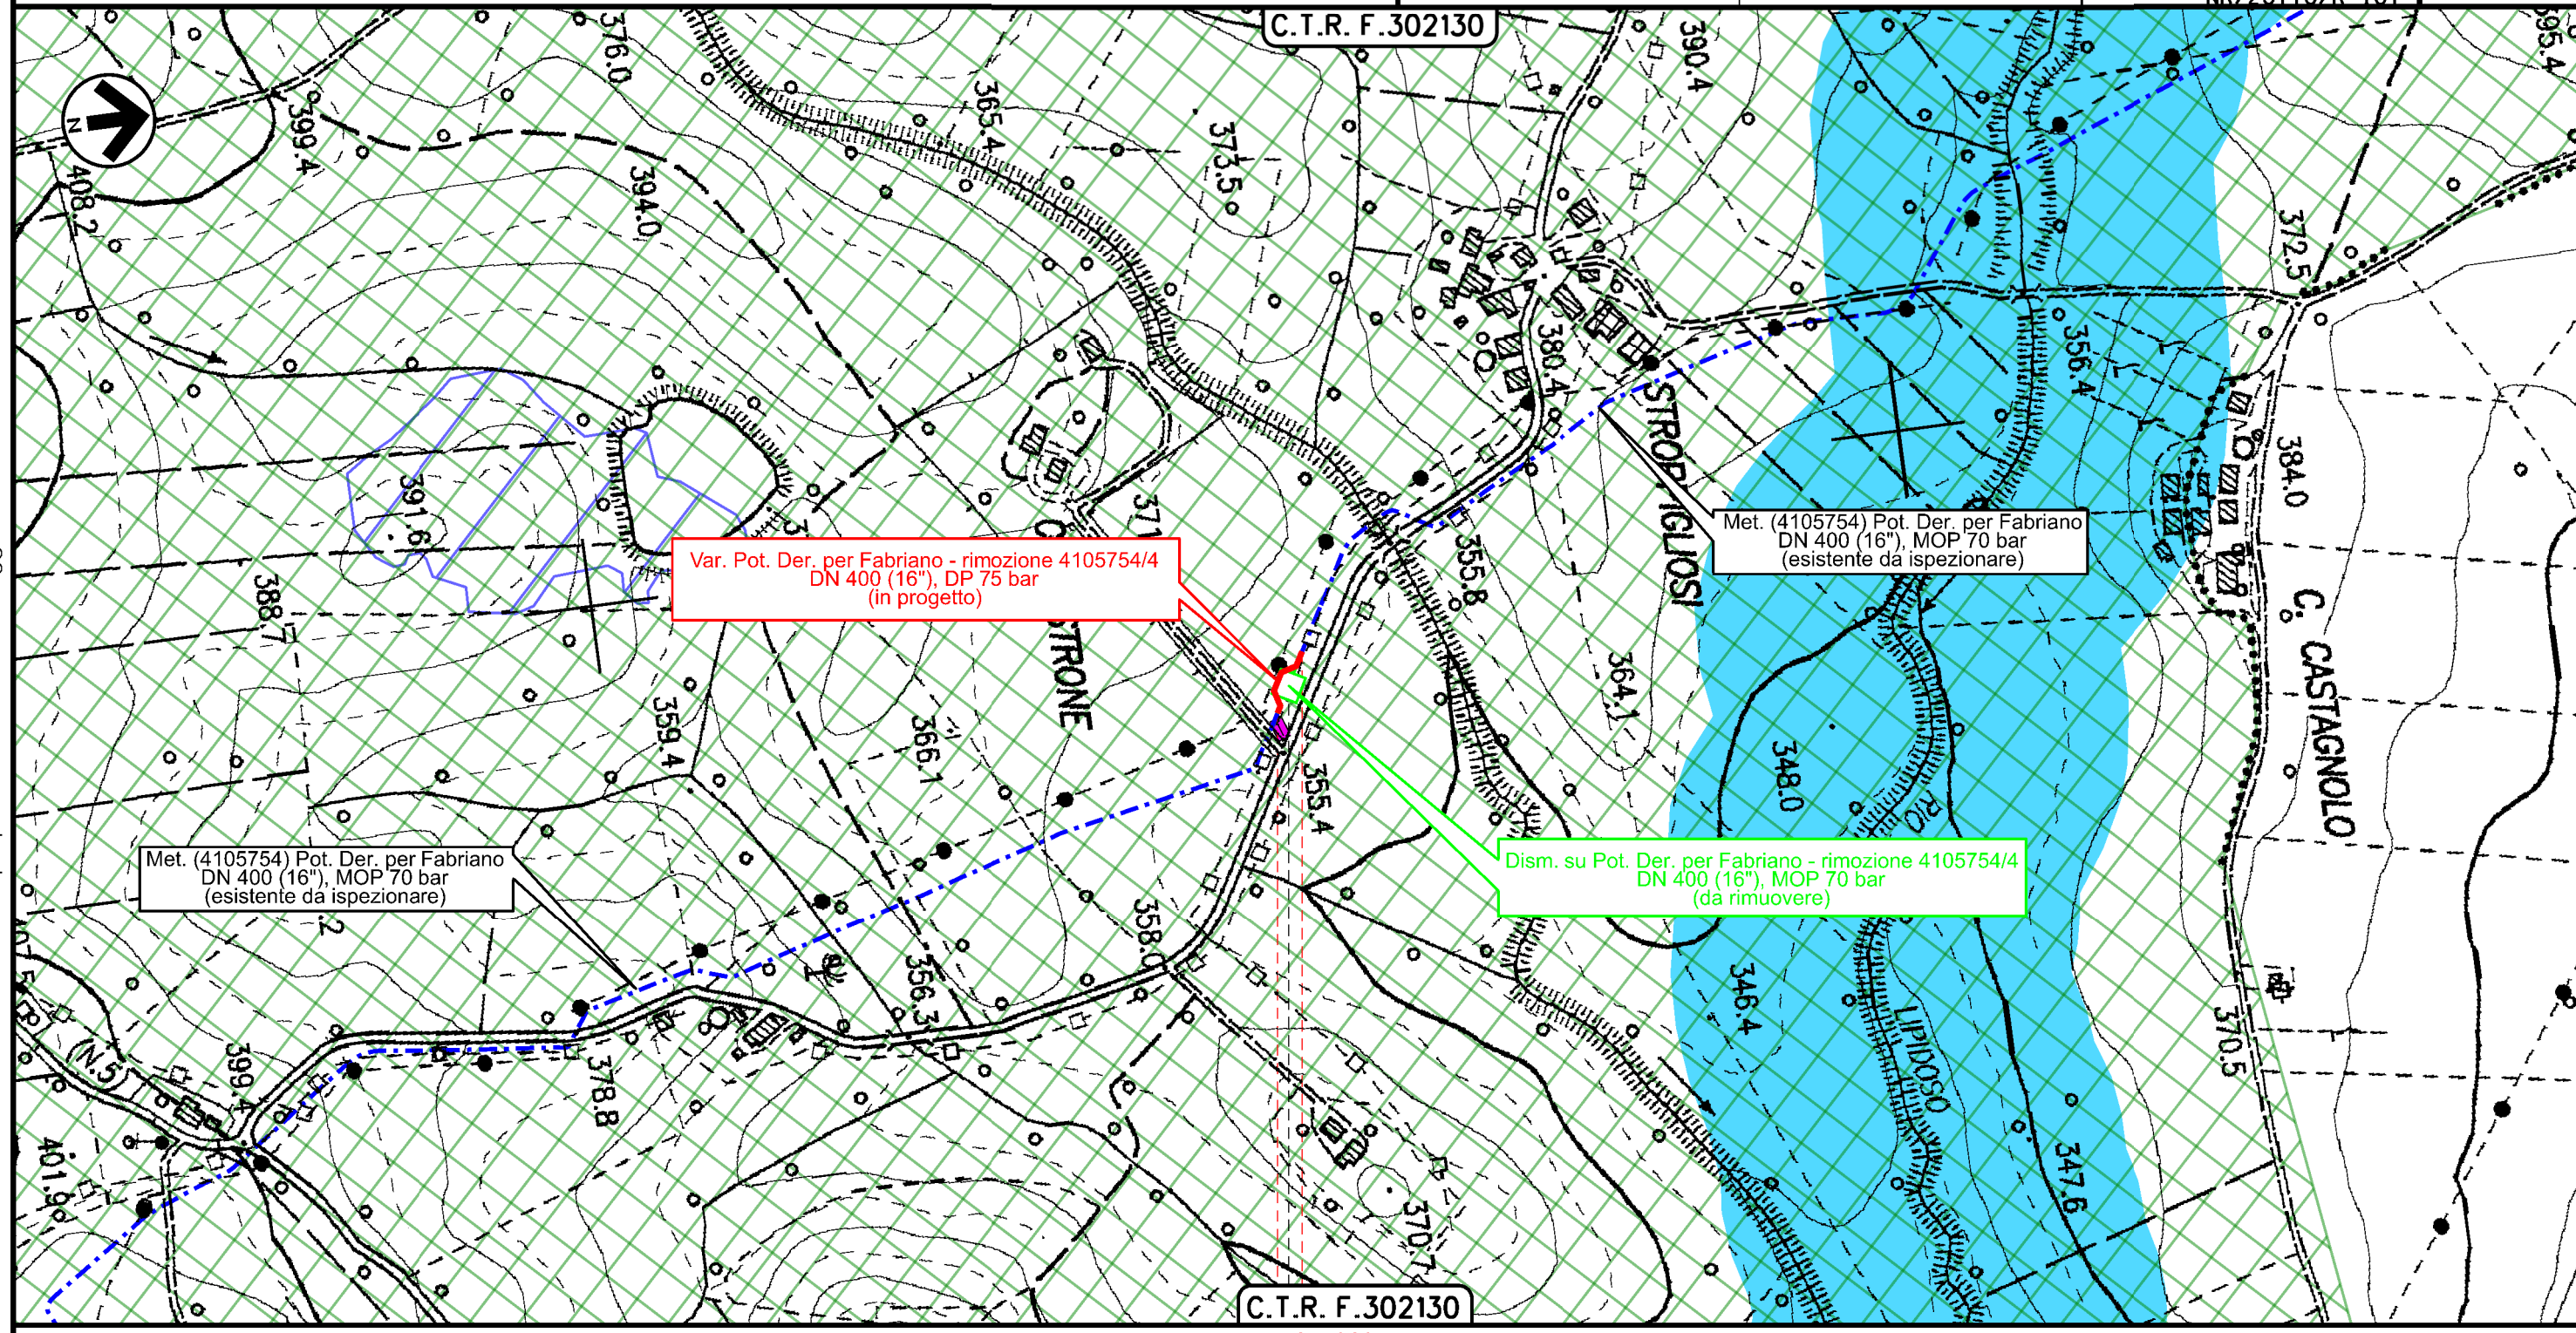 C.T.R. F.302130
376.0
390.4
395.4
399.4
365.4
373.5
N
408.2
394.0
372.5
380.4
356.4
STROPPIGLIOSI
391.6
384.0
Met. (4105754) Pot. Der. per Fabriano
DN 400 (16"), MOP 70 bar
(esistente da ispezionare)
Var. Pot. Der. per Fabriano - rimozione 4105754/4
DN 400 (16"), DP 75 bar
(in progetto)
355.8
388.7
C. CASTAGNOLO
364.1
359.4
366.1
348.0
355.4
RIO
Dism. su Pot. Der. per Fabriano - rimozione 4105754/4
DN 400 (16"), MOP 70 bar
(da rimuovere)
Met. (4105754) Pot. Der. per Fabriano
DN 400 (16"), MOP 70 bar
(esistente da ispezionare)
358.0
356.3
346.4
LIPIDOSO
370.5
(N.5)
399.4
378.8
401.9
347.6
370.7
C.T.R. F.302130